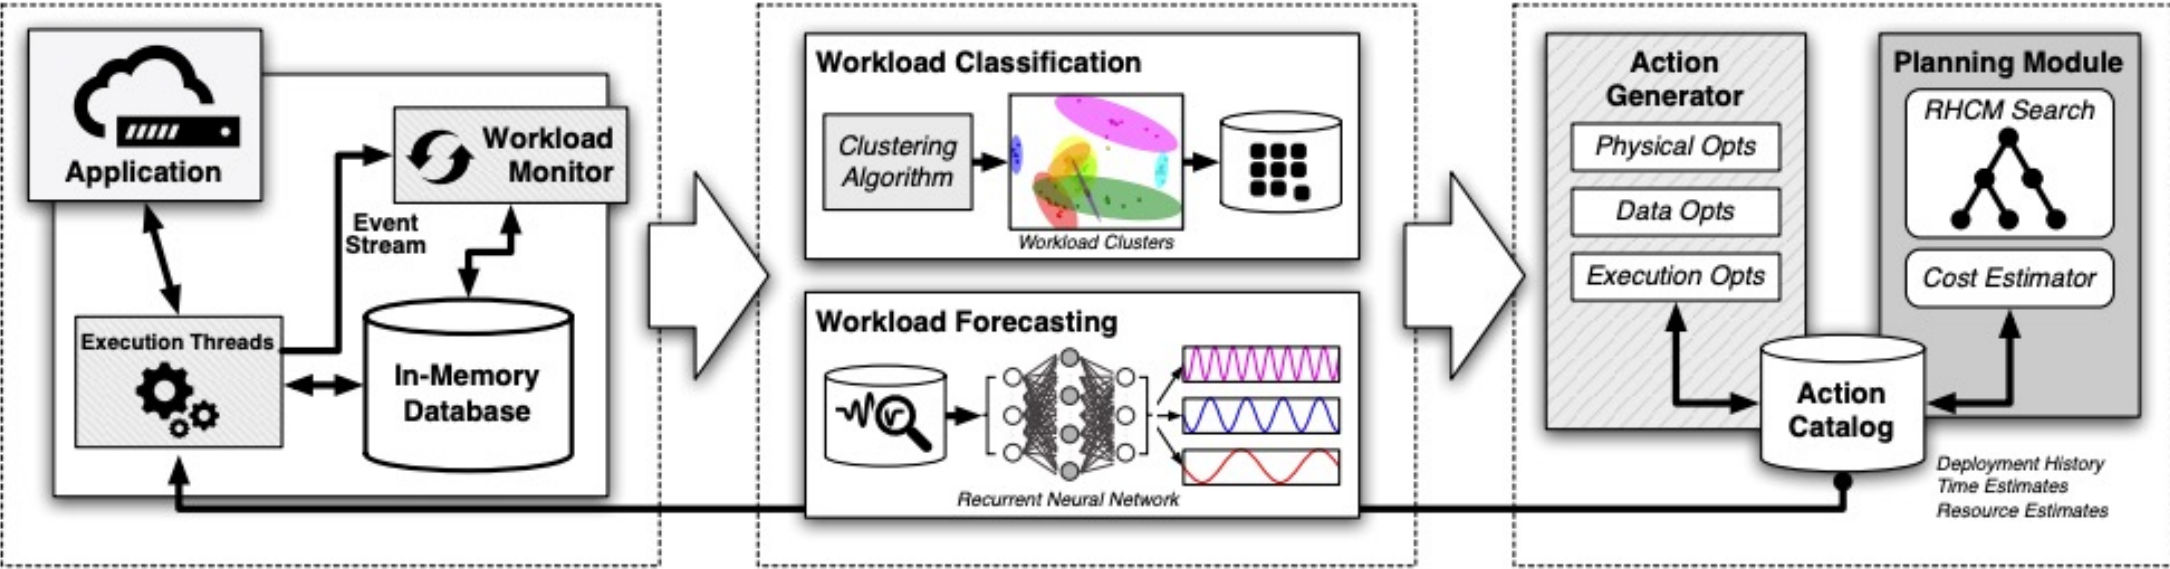 Application
Workload
Monitor
Event
Stream
Execution Threads
In-Memory
Database
Workload Classification
Clustering
Algorithm
Workload Clusters
Workload Forecasting
Recurrent Neural Network
Action
Generator
Physical Opts
Data Opts
Execution Opts
Planning Module
RHCM Search
Cost Estimator
Action
Catalog
Deployment History
Time Estimates
Resource Estimates